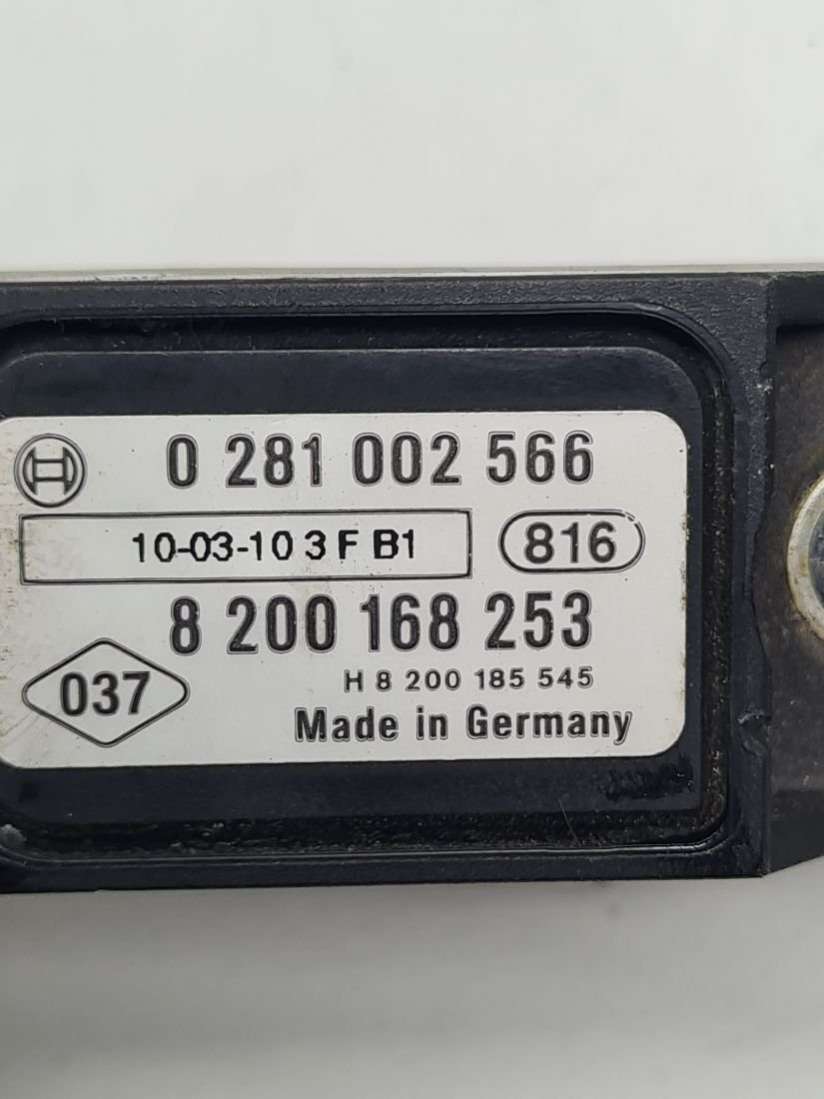 0 281 002 566
10-03-10 3 F B1
816
8 200 168 253
037
H 8 200 185 545
Made in Germany